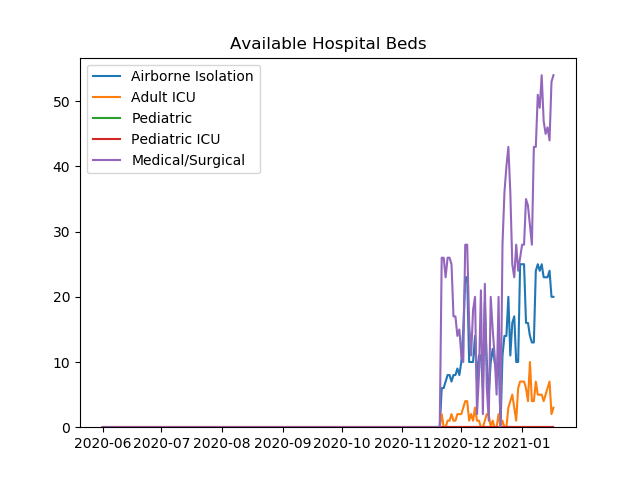 Available Hospital Beds
Airborne Isolation
Adult ICU
Pediatric
Pediatric ICU
Medical/Surgical
50
40
30
20
10
0
2020-06 2020-07 2020-08 2020-09 2020-10 2020-11 2020-12 2021-01